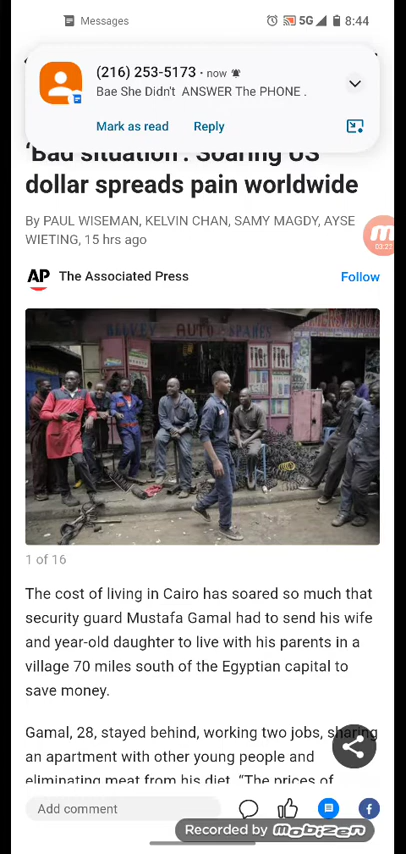 Messages
5G 8:44
(216) 253-5173 · now
Bae She Didn't ANSWER The PHONE .
Mark as read Reply
'Bad situation': Soaring US
dollar spreads pain worldwide
By PAUL WISEMAN, KELVIN CHAN, SAMY MAGDY, AYSE
WIETING, 15 hrs ago
03:27
AP The Associated Press Follow
AUTO SPARES
1 of 16
The cost of living in Cairo has soared so much that
security guard Mustafa Gamal had to send his wife
and year-old daughter to live with his parents in a
village 70 miles south of the Egyptian capital to
save money.
Gamal, 28, stayed behind, working two jobs, sharing
an apartment with other young people and
eliminating meat from his diet. "The prices of
Add comment
Recorded by mobizen